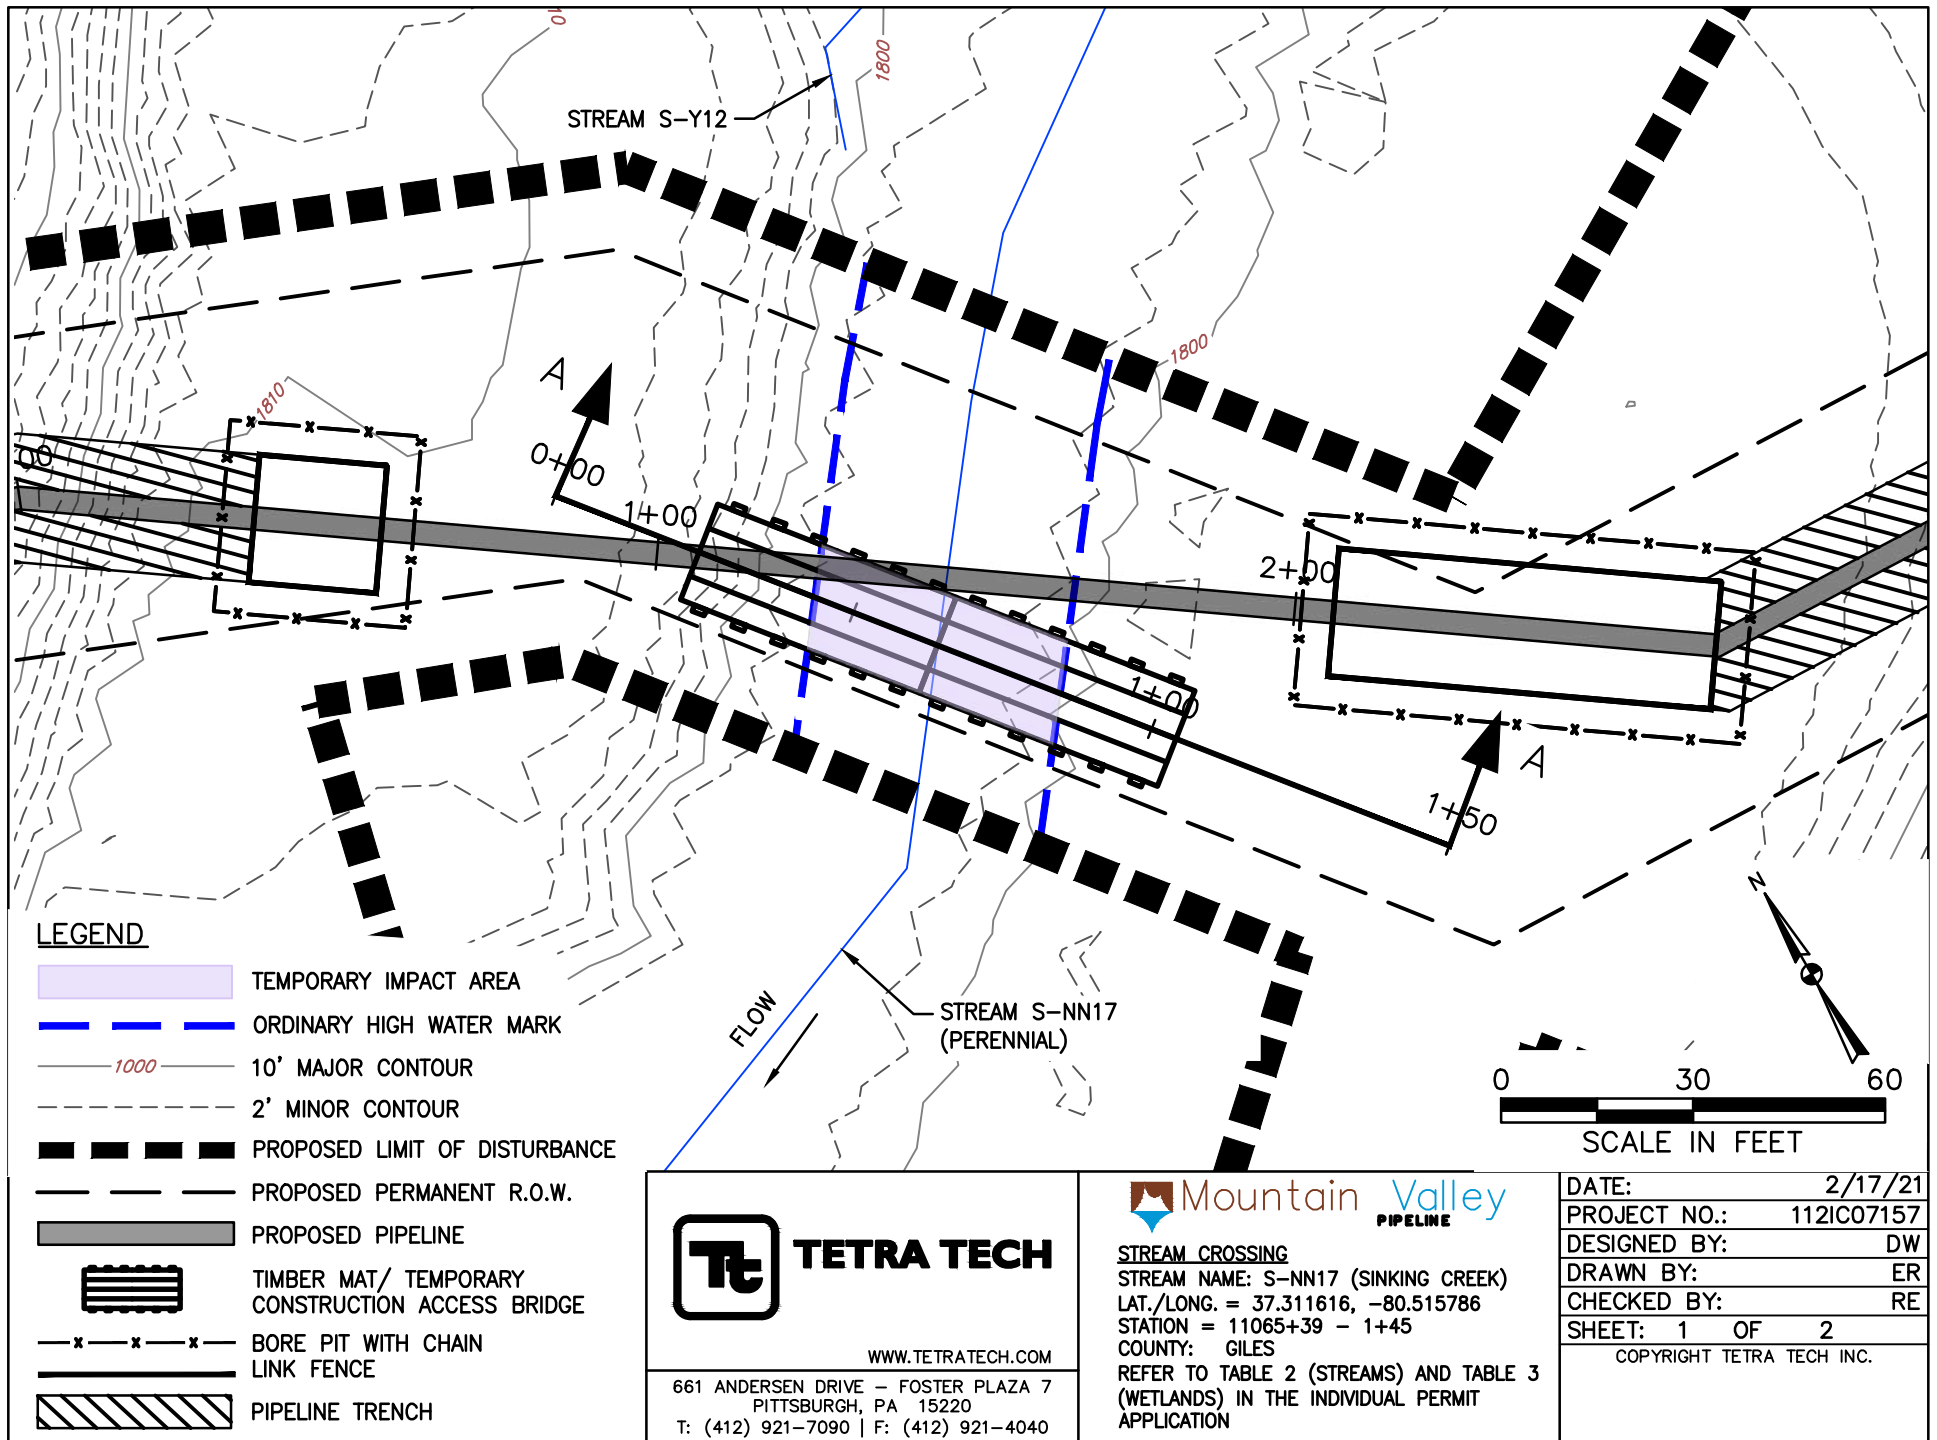 10
1800
STREAM S-Y12
1800
A
1810
0+00
00
1+00
2+00
1+00
A
1+50
N
LEGEND
TEMPORARY IMPACT AREA
ORDINARY HIGH WATER MARK
1000
10' MAJOR CONTOUR
2' MINOR CONTOUR
PROPOSED LIMIT OF DISTURBANCE
PROPOSED PERMANENT R.O.W.
PROPOSED PIPELINE
TIMBER MAT/ TEMPORARY
CONSTRUCTION ACCESS BRIDGE
BORE PIT WITH CHAIN
LINK FENCE
PIPELINE TRENCH
FLOW
STREAM S-NN17
(PERENNIAL)
0 30 60
SCALE IN FEET
Tt TETRA TECH
WWW.TETRATECH.COM
661 ANDERSEN DRIVE – FOSTER PLAZA 7
PITTSBURGH, PA 15220
T: (412) 921-7090 | F: (412) 921-4040
Mountain Valley
PIPELINE
STREAM CROSSING
STREAM NAME: S-NN17 (SINKING CREEK)
LAT./LONG. = 37.311616, -80.515786
STATION = 11065+39 - 1+45
COUNTY: GILES
REFER TO TABLE 2 (STREAMS) AND TABLE 3
(WETLANDS) IN THE INDIVIDUAL PERMIT
APPLICATION
DATE: 2/17/21
PROJECT NO.: 112IC07157
DESIGNED BY: DW
DRAWN BY: ER
CHECKED BY: RE
SHEET: 1 OF 2
COPYRIGHT TETRA TECH INC.